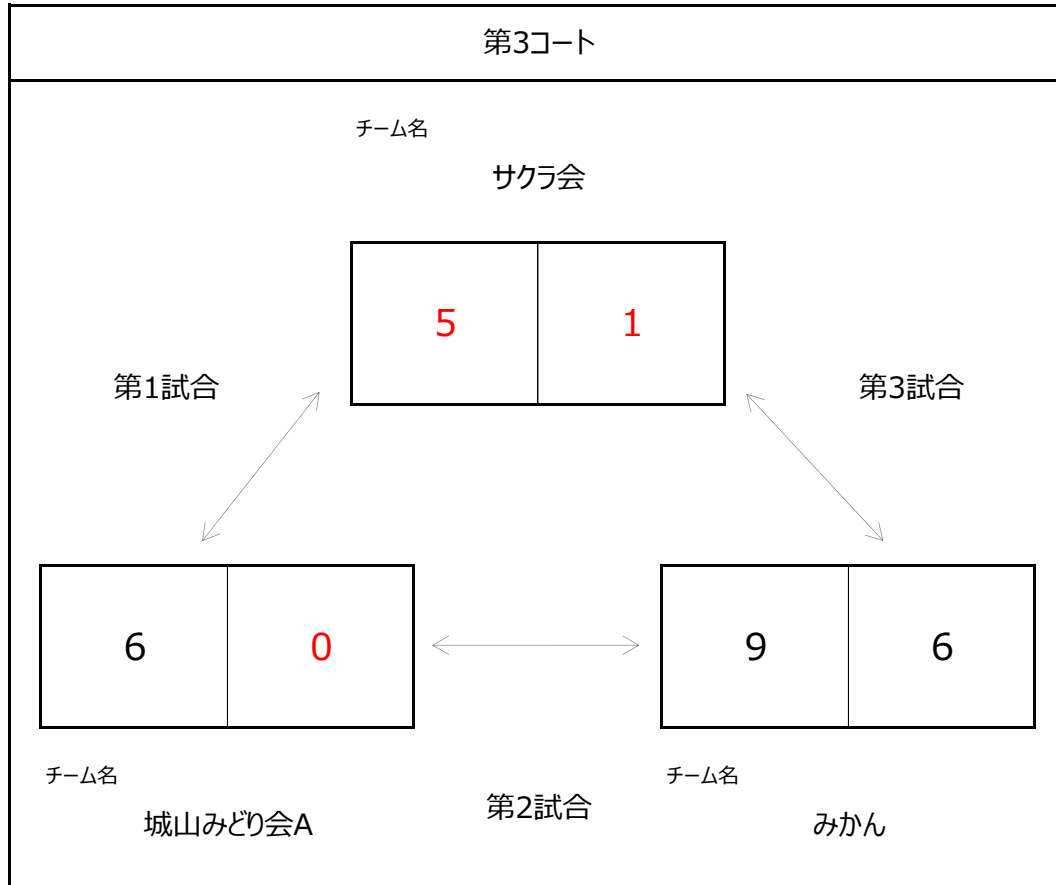 第3コート
チーム名
サクラ会
5 1
第1試合 第3試合
6 0 9 6
チーム名 チーム名
第2試合
城山みどり会A みかん